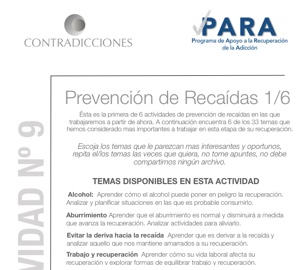 CONTRADICCIONES
PARA
Programa de Apoyo a la Recuperación
de la Adicción
VIDAD Nº 9
Prevención de Recaídas 1/6
Ésta es la primera de 6 actividades de prevención de recaídas en las que
trabajaremos a partir de ahora. A continuación encuentra 6 de los 33 temas que
hemos considerado mas importantes a trabajar en esta etapa de su recuperación.
Escoja los temas que le parezcan mas interesantes y oportunos,
repita el/los temas las veces que quiera, no tome apuntes, no debe
compartirnos ningún archivo.
TEMAS DISPONIBLES EN ESTA ACTIVIDAD
Alcohol: Aprender cómo el alcohol puede poner en peligro la recuperación.
Analizar y planificar situaciones en las que es probable consumirlo.
Aburrimiento Aprender que el aburrimiento es normal y disminuirá a medida
que avanza la recuperación. Analizar actividades para aliviarlo.
Evitar la deriva hacia la recaída Aprender que es derivar a la recaída y
analizar aquello que nos mantiene amarrados a su recuperación.
Trabajo y recuperación Aprender cómo su vida laboral afecta su
recuperación y explorar formas de equilibrar trabajo y recuperación.